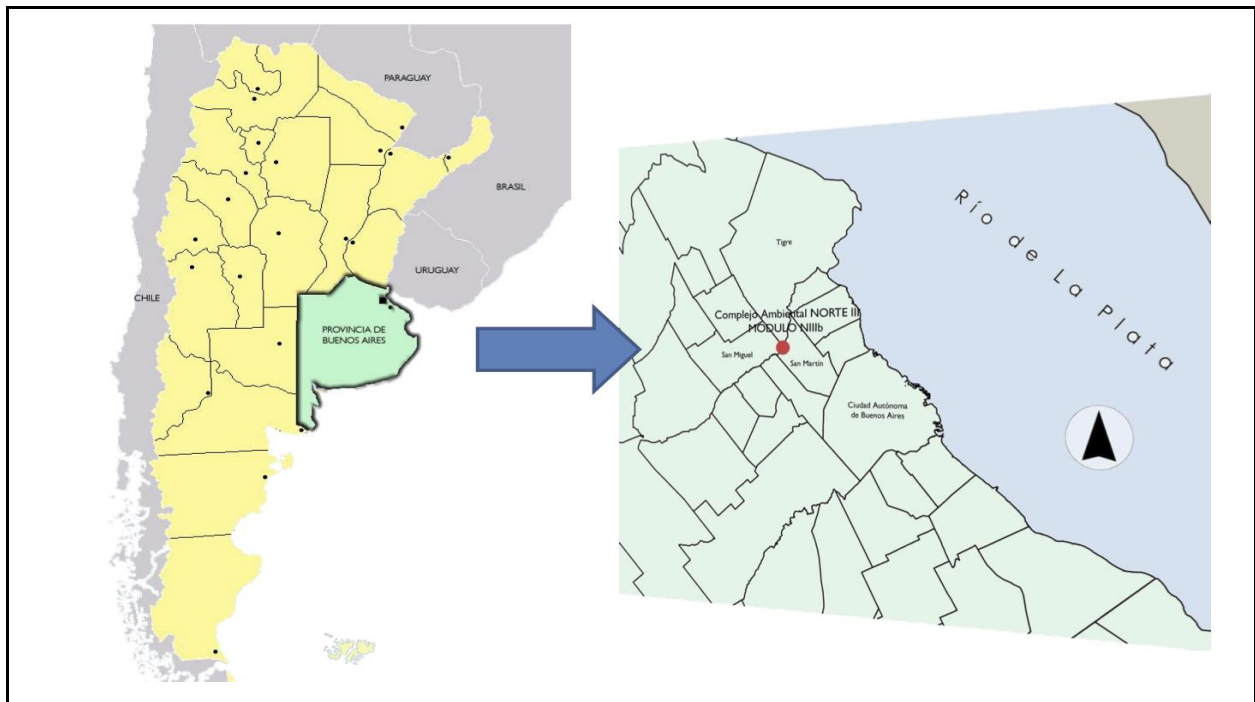 PARAGUAY
BRASIL
URUGUAY
CHILE
PROVINCIA DE
BUENOS AIRES
Río de La Plata
Tigre
Complejo Ambiental NORTE III
MÓDULO NIIIb
San Miguel
San Martín
Ciudad Autónoma
de Buenos Aires